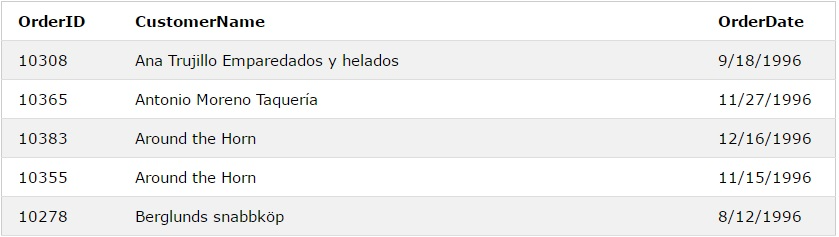 OrderID CustomerName OrderDate
10308 Ana Trujillo Emparedados y helados 9/18/1996
10365 Antonio Moreno Taquería 11/27/1996
10383 Around the Horn 12/16/1996
10355 Around the Horn 11/15/1996
10278 Berglunds snabbköp 8/12/1996